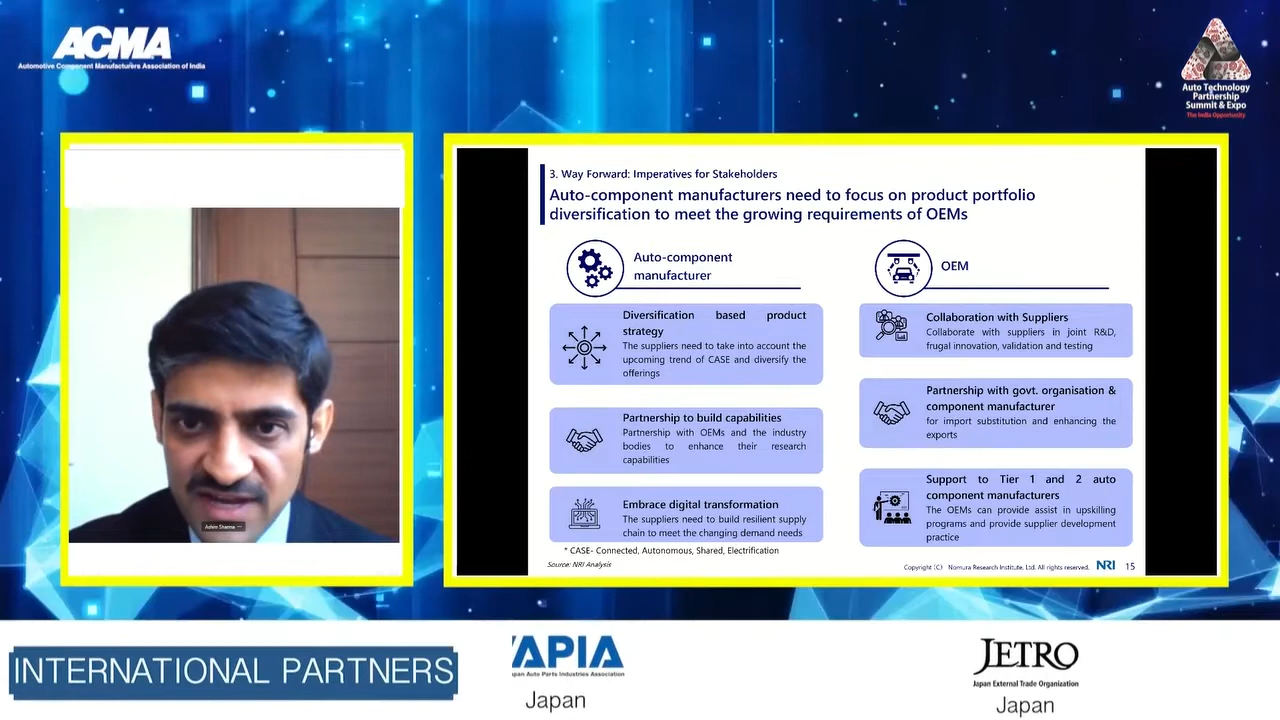 ACMA
Automotive Component Manufacturers Association of India
Auto Technology
Partnership
Summit & Expo
The India Opportunity
3. Way Forward: Imperatives for Stakeholders
Auto-component manufacturers need to focus on product portfolio
diversification to meet the growing requirements of OEMs
Auto-component
manufacturer
Diversification based product
strategy
The suppliers need to take into account the
upcoming trend of CASE and diversify the
offerings
Partnership to build capabilities
Partnership with OEMs and the industry
bodies to enhance their research
capabilities
Embrace digital transformation
The suppliers need to build resilient supply
chain to meet the changing demand needs
* CASE- Connected, Autonomous, Shared, Electrification
Source: NRI Analysis
OEM
Collaboration with Suppliers
Collaborate with suppliers in joint R&D,
frugal innovation, validation and testing
Partnership with govt. organisation &
component manufacturer
for import substitution and enhancing the
exports
Support to Tier 1 and 2 auto
component manufacturers
The OEMs can provide assist in upskilling
programs and provide supplier development
practice
Copyright (C) Nomura Research Institute, Ltd. All rights reserved. NRI 15
INTERNATIONAL PARTNERS
APIA
pan Auto Parts Industries Association
Japan
JETRO
Japan External Trade Organization
Japan